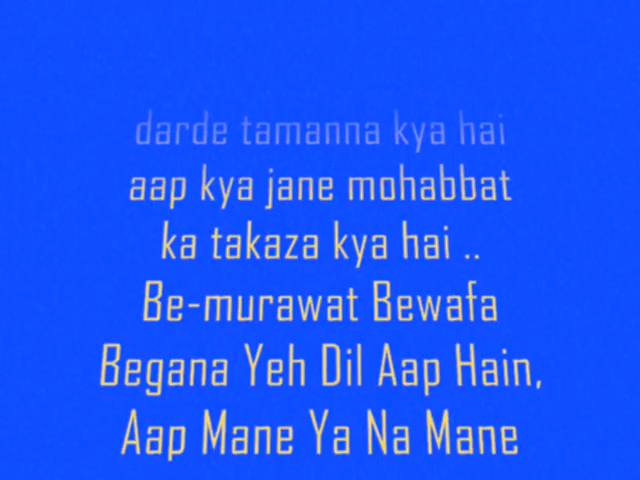 darde tamanna kya hai
aap kya jane mohabbat
ka takaza kya hai ..
Be-murawat Bewafa
Begana Yeh Dil Aap Hain,
Aap Mane Ya Na Mane